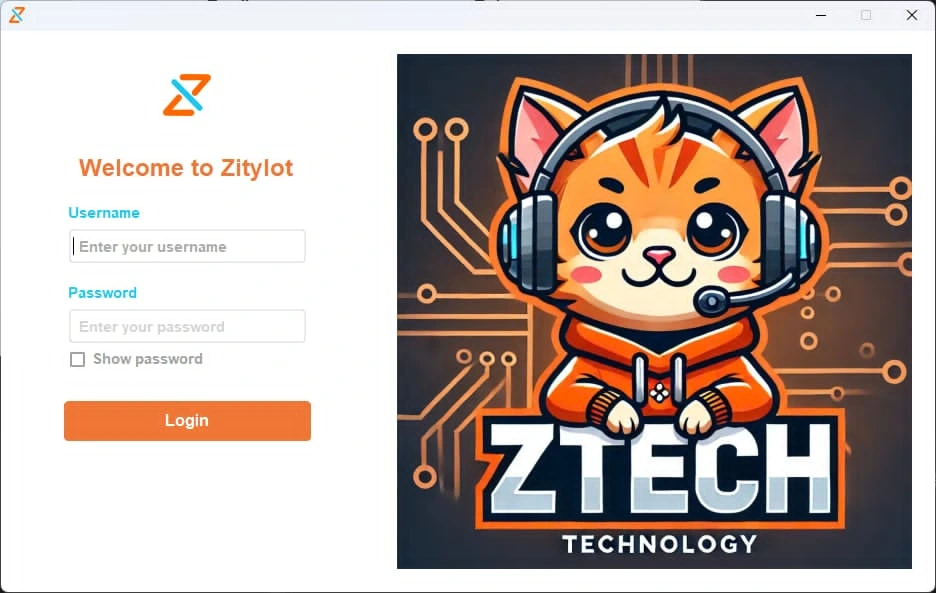 Welcome to Zitylot
Username
Enter your username
Password
Enter your password
Show password
Login
ZTECH
TECHNOLOGY